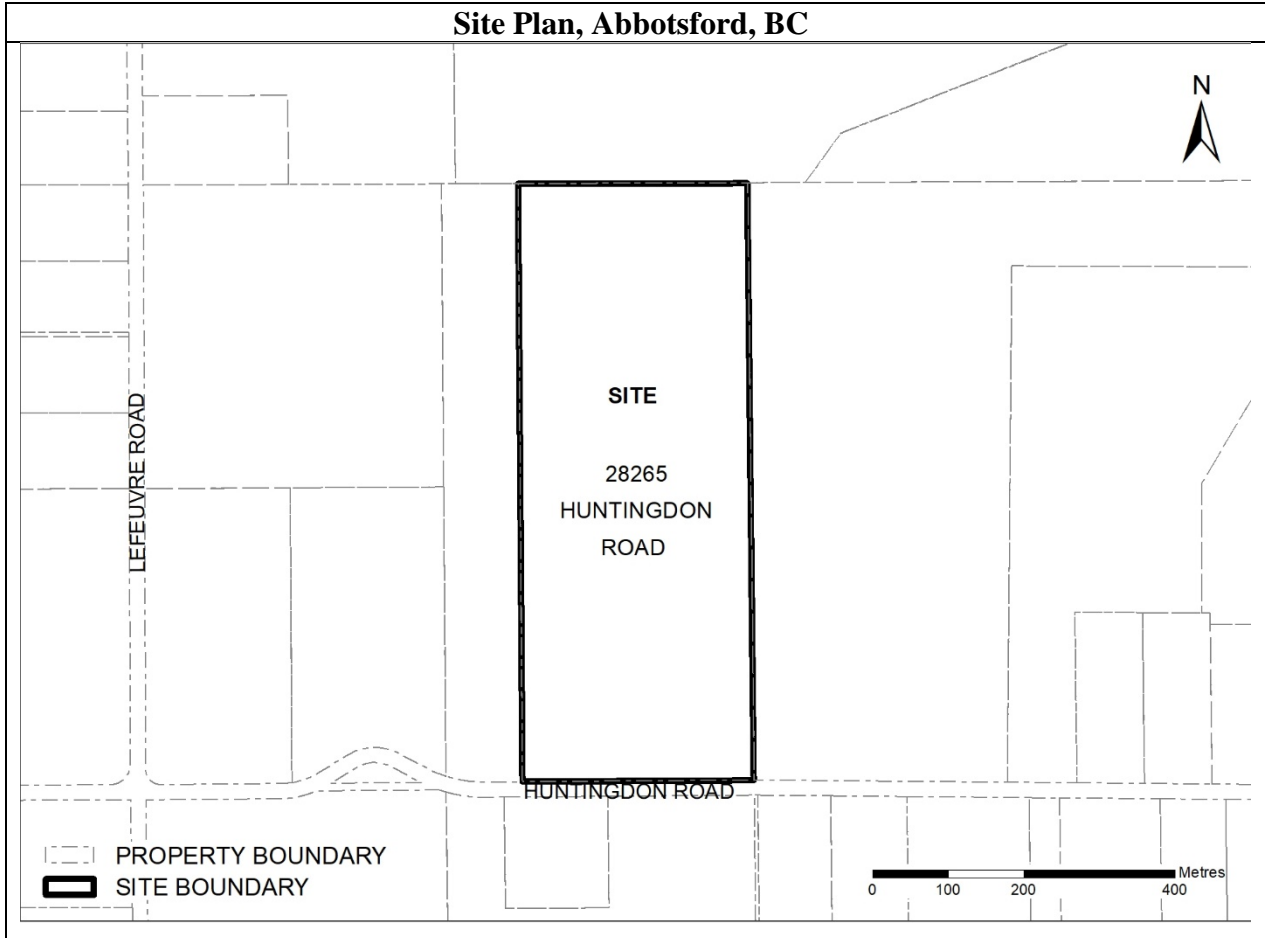 Site Plan, Abbotsford, BC
N
SITE
28265
HUNTINGDON
ROAD
LEFEUVRE ROAD
HUNTINGDON ROAD
PROPERTY BOUNDARY
SITE BOUNDARY
Metres
0 100 200 400